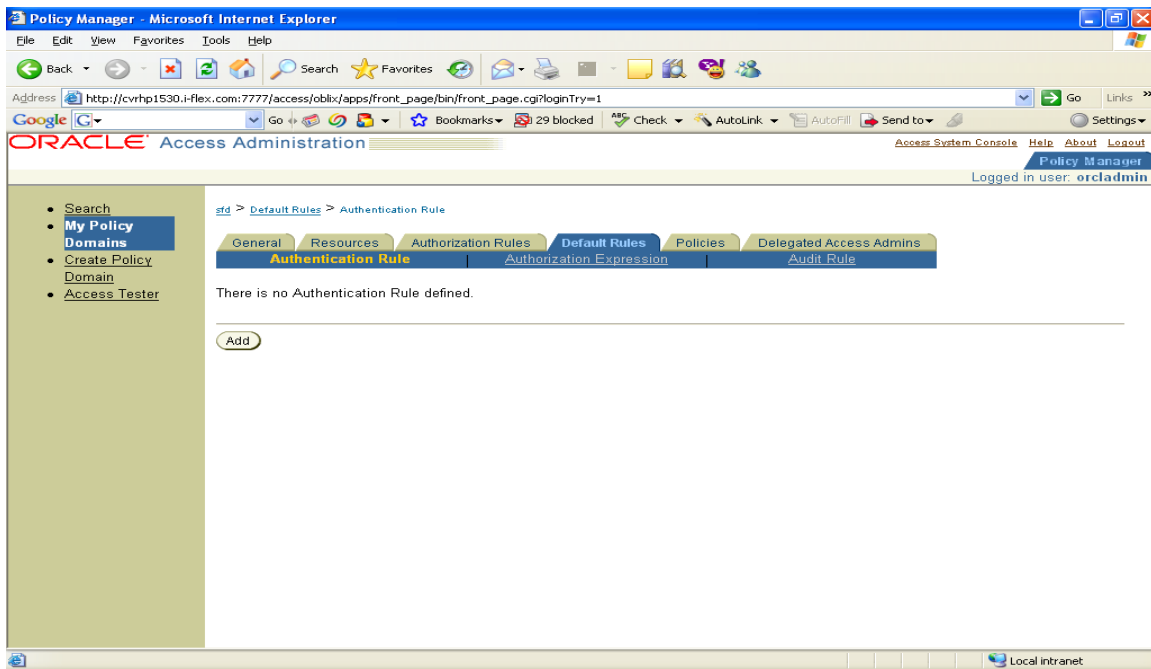 Policy Manager - Microsoft Internet Explorer
File Edit View Favorites Tools Help
Back Search Favorites
Address http://cvrhp1530.i-flex.com:7777/access/oblix/apps/front_page/bin/front_page.cgi?loginTry=1 Go Links »
Google G Go Bookmarks 29 blocked ABC Check AutoLink AutoFill Send to Settings
ORACLE Access Administration Access System Console Help About Logout
Policy Manager
Logged in user: orcladmin
Search
My Policy
Domains
Create Policy
Domain
Access Tester
sfd > Default Rules > Authentication Rule
General Resources Authorization Rules Default Rules Policies Delegated Access Admins
Authentication Rule | Authorization Expression | Audit Rule
There is no Authentication Rule defined.
Add
Local intranet